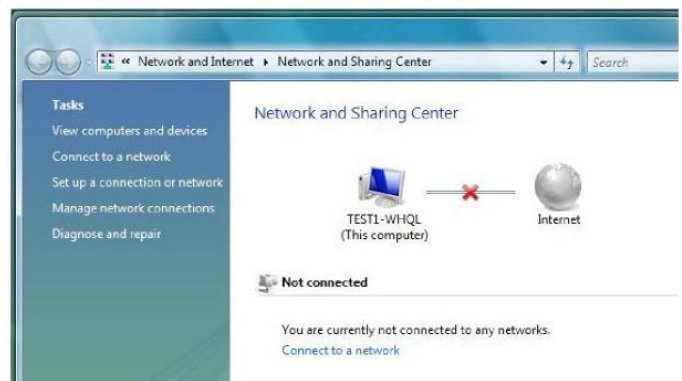 « Network and Internet ▸ Network and Sharing Center
Search
Tasks
View computers and devices
Connect to a network
Set up a connection or network
Manage network connections
Diagnose and repair
Network and Sharing Center
TEST1-WHQL
(This computer)
Internet
Not connected
You are currently not connected to any networks.
Connect to a network